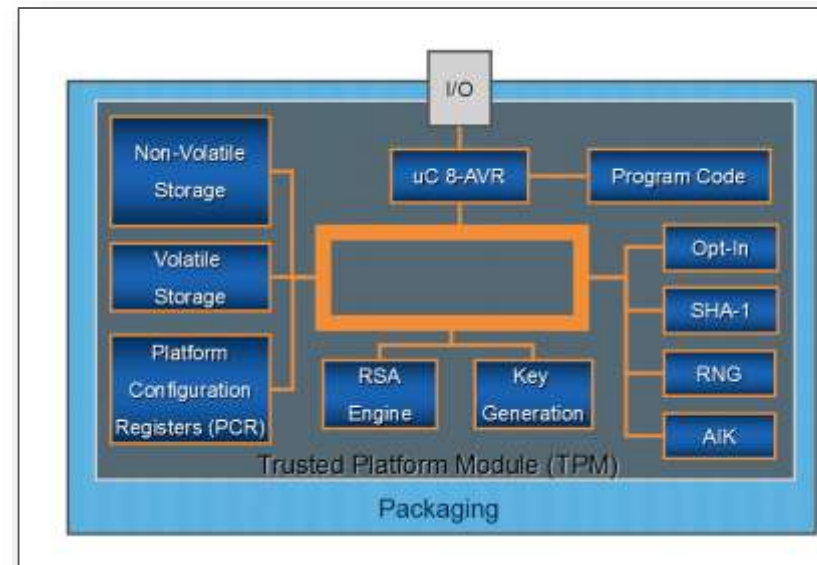 I/O
Non-Volatile
Storage
uC 8-AVR
Program Code
Volatile
Storage
Opt-In
SHA-1
Platform
Configuration
Registers (PCR)
RSA
Engine
Key
Generation
RNG
AIK
Trusted Platform Module (TPM)
Packaging